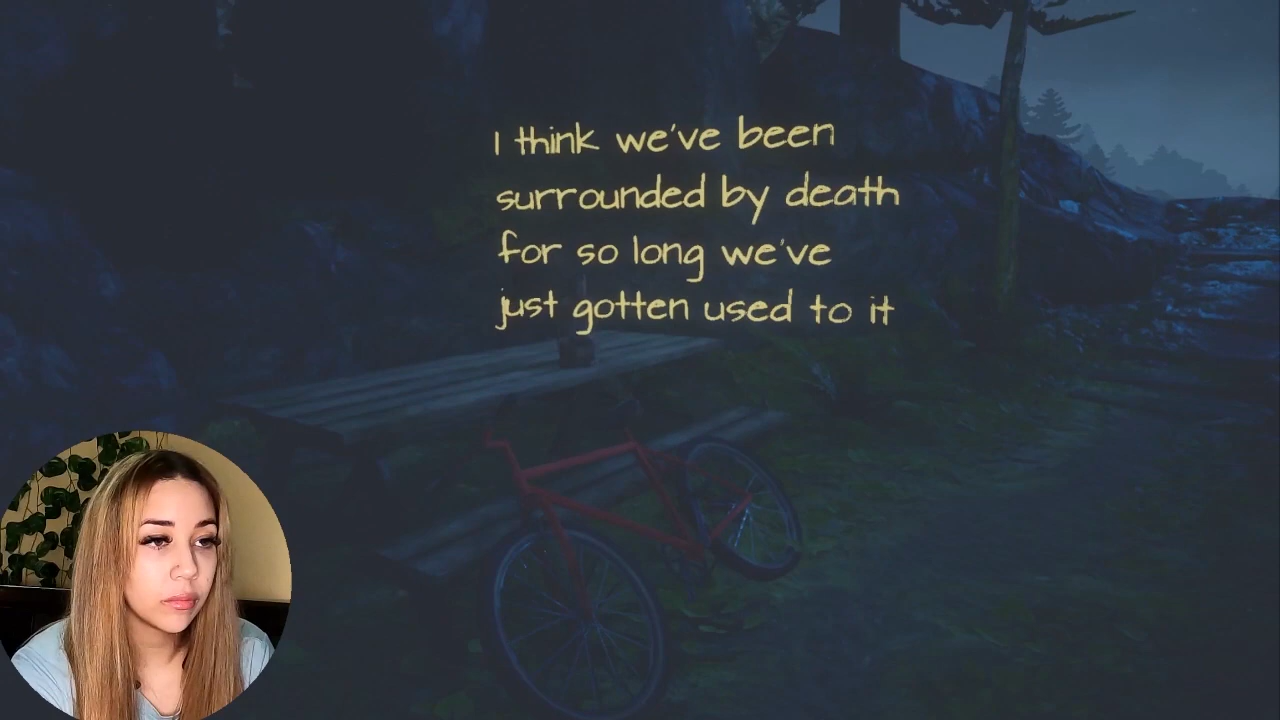 I think we've been
surrounded by death
for so long we've
just gotten used to it